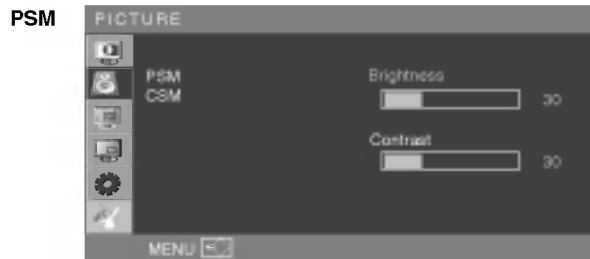 PSM
PICTURE
PSM
CSM
Brightness
30
Contrast
30
MENU